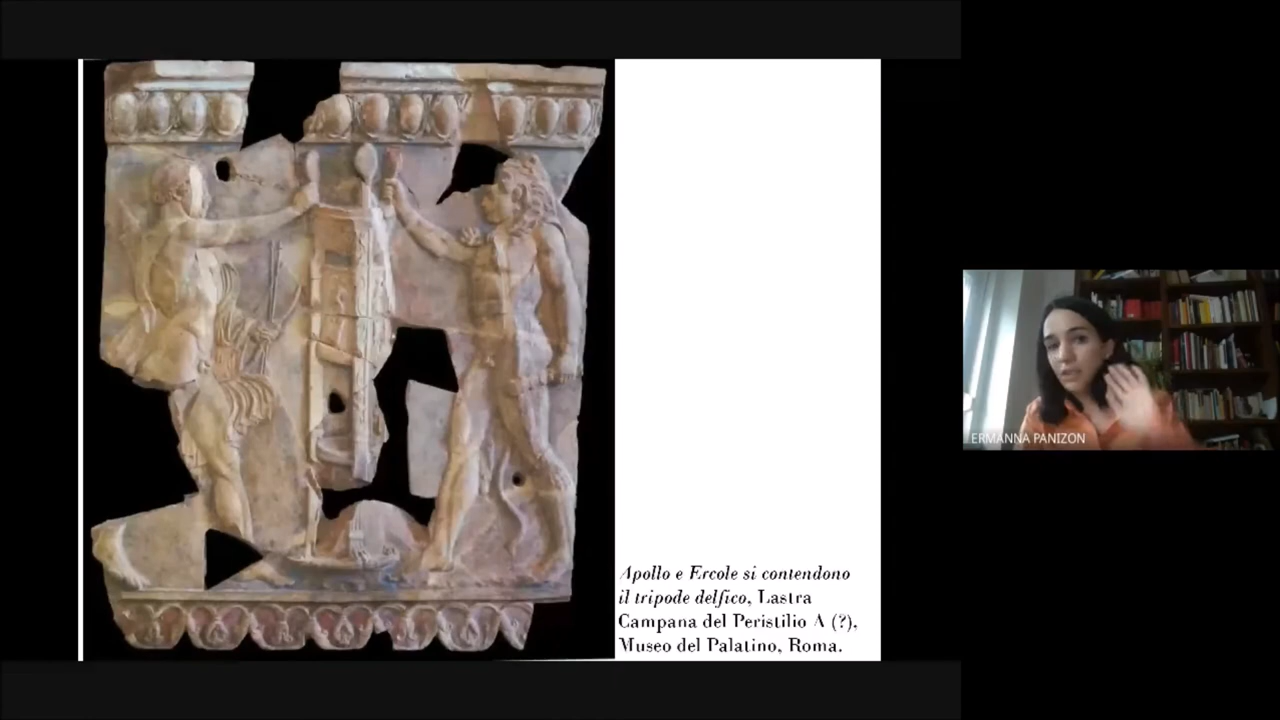 Apollo e Ercole si contendono
il tripode delfico, Lastra
Campana del Peristilio A (?),
Museo del Palatino, Roma.
ERMANNA PANIZON